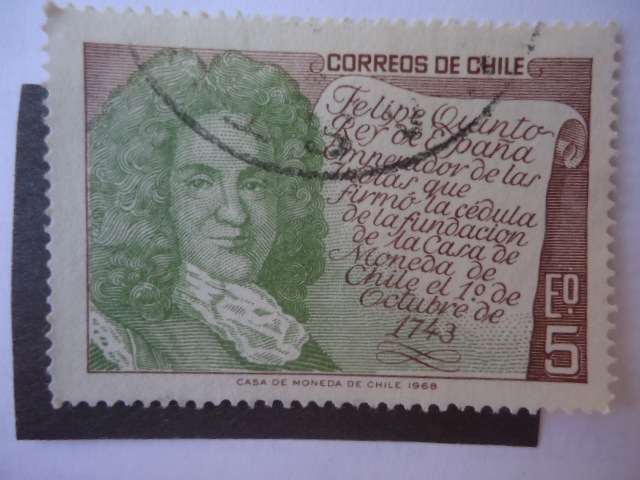 CORREOS DE CHILE
Felipe Quinto
Rey de España
Emperador de las
que
firmó la cédula
de la fundacion
de la Casa de
Moneda de
Chile el 1º de
Octubre de
1743
Eº.
5
CASA DE MONEDA DE CHILE 1968